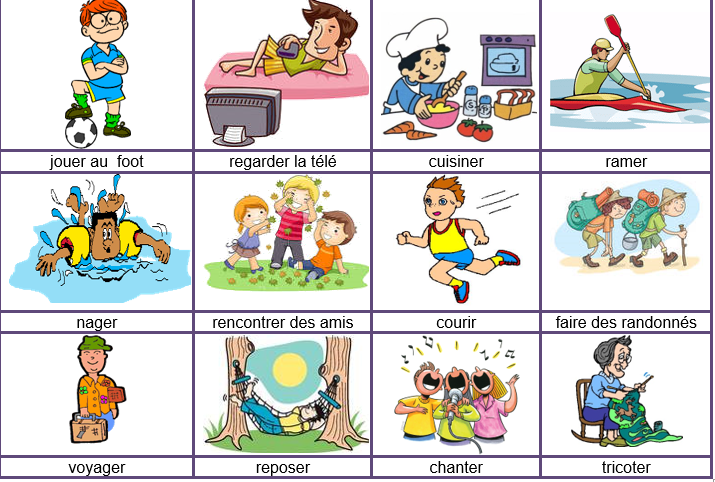 jouer au  foot
regarder la télé
cuisiner
ramer
nager
rencontrer des amis
courir
faire des randonnés
voyager
reposer
chanter
tricoter